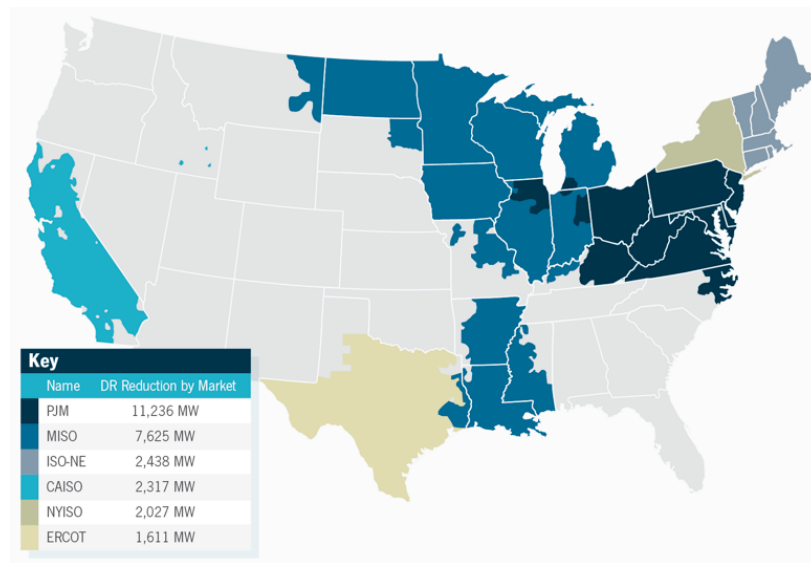 Key
Name DR Reduction by Market
PJM 11,236 MW
MISO 7,625 MW
ISO-NE 2,438 MW
CAISO 2,317 MW
NYISO 2,027 MW
ERCOT 1,611 MW